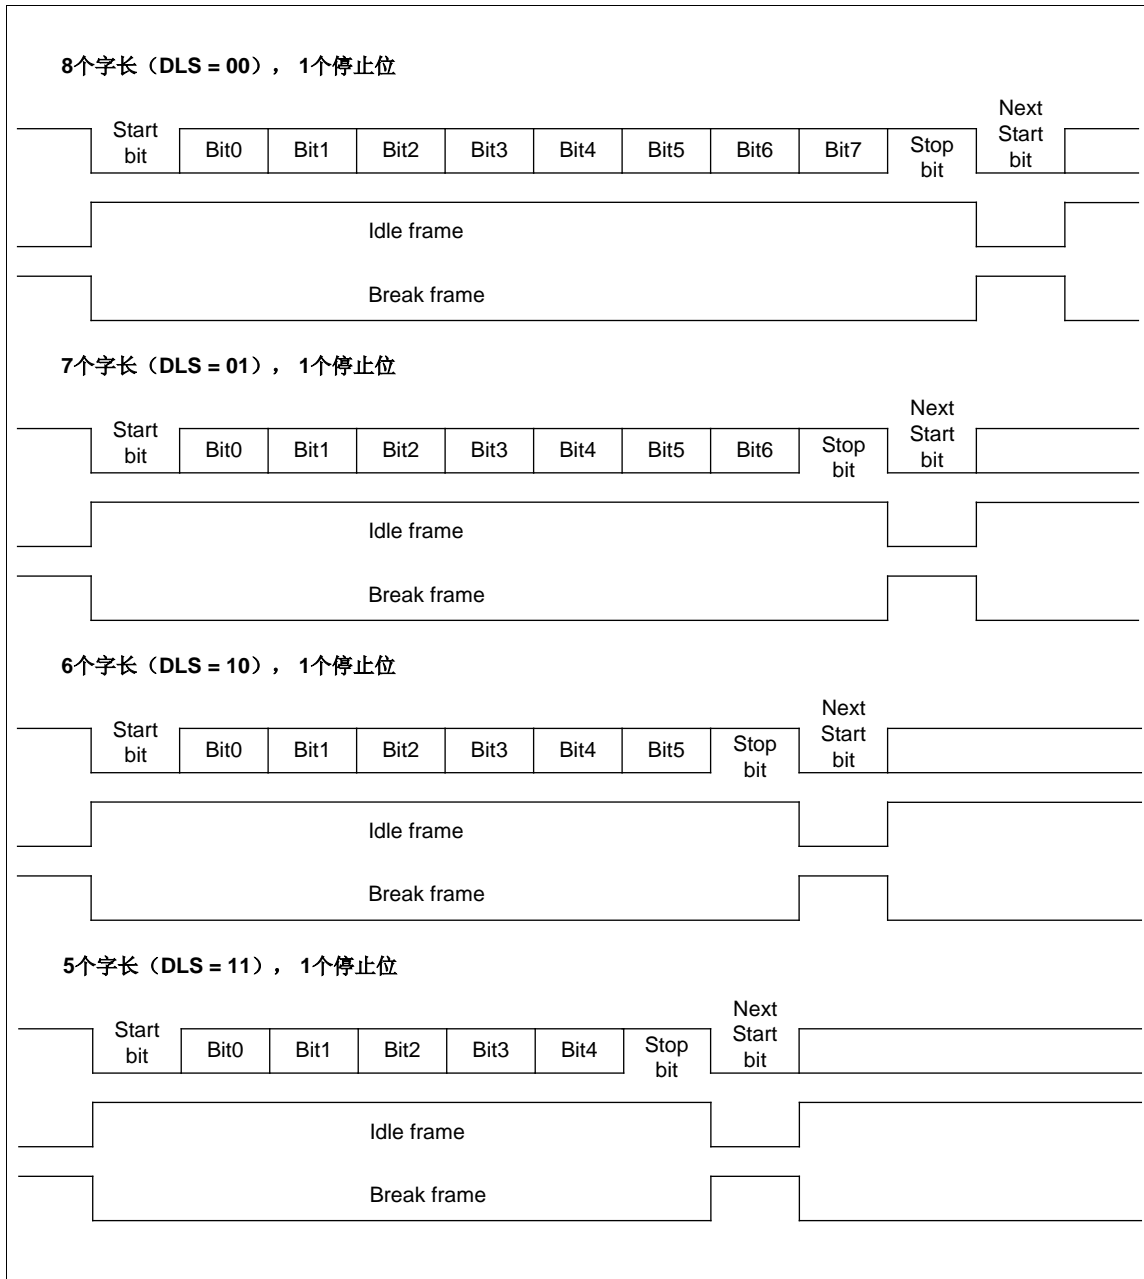 8个字长（DLS = 00）， 1个停止位
Next
Start
bit
Start
bit
Bit0 Bit1 Bit2 Bit3 Bit4 Bit5 Bit6 Bit7
Stop
bit
Idle frame
Break frame
7个字长（DLS = 01）， 1个停止位
Next
Start
bit
Start
bit
Bit0 Bit1 Bit2 Bit3 Bit4 Bit5 Bit6
Stop
bit
Idle frame
Break frame
6个字长（DLS = 10）， 1个停止位
Next
Start
bit
Start
bit
Bit0 Bit1 Bit2 Bit3 Bit4 Bit5
Stop
bit
Idle frame
Break frame
5个字长（DLS = 11）， 1个停止位
Next
Start
bit
Start
bit
Bit0 Bit1 Bit2 Bit3 Bit4
Stop
bit
Idle frame
Break frame